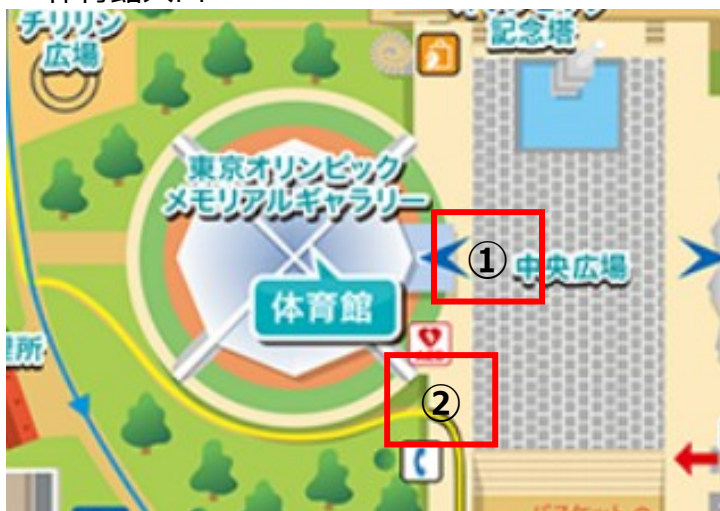 チリリン
広場
記念塔
東京オリンピック
メモリアルギャラリー
①
中央広場
体育館
②